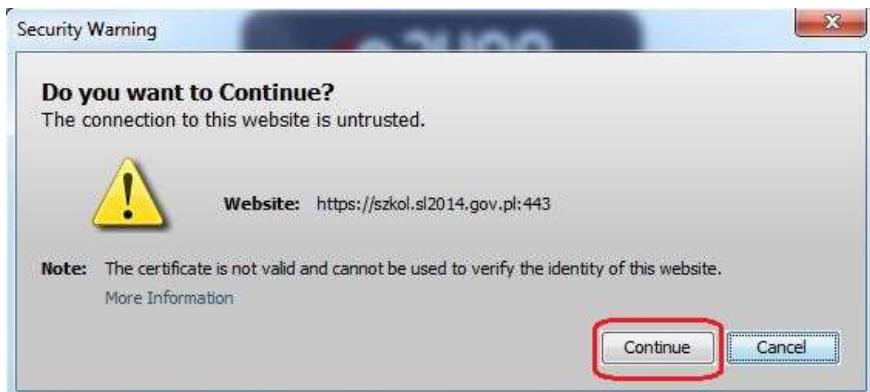 Security Warning
Do you want to Continue?
The connection to this website is untrusted.
Website: https://szkol.sl2014.gov.pl:443
Note: The certificate is not valid and cannot be used to verify the identity of this website.
More Information
Continue Cancel